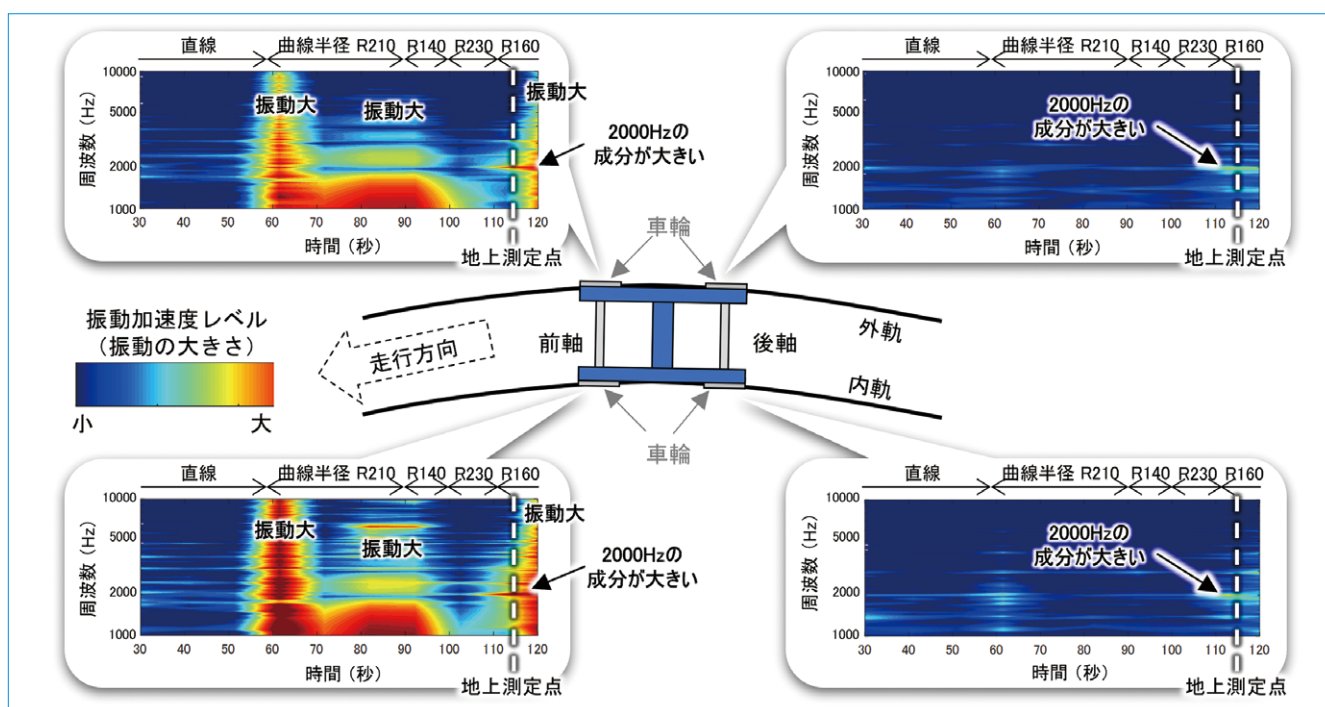 直線
曲線半径 R210
R140
R230
R160
10000
5000
2000
1000
周波数（Hz）
振動大
振動大
振動大
30
40
50
60
70
80
90
100
110
120
時間（秒）
地上測定点
2000Hzの
成分が大きい
直線
曲線半径 R210
R140
R230
R160
10000
5000
2000
1000
周波数（Hz）
2000Hzの
成分が大きい
30
40
50
60
70
80
90
100
110
120
時間（秒）
地上測定点
車輪
振動加速度レベル
（振動の大きさ）
小
大
走行方向
前軸
後軸
外軌
内軌
車輪
直線
曲線半径 R210
R140
R230
R160
10000
5000
2000
1000
周波数（Hz）
振動大
振動大
振動大
30
40
50
60
70
80
90
100
110
120
時間（秒）
地上測定点
2000Hzの
成分が大きい
直線
曲線半径 R210
R140
R230
R160
10000
5000
2000
1000
周波数（Hz）
2000Hzの
成分が大きい
30
40
50
60
70
80
90
100
110
120
時間（秒）
地上測定点